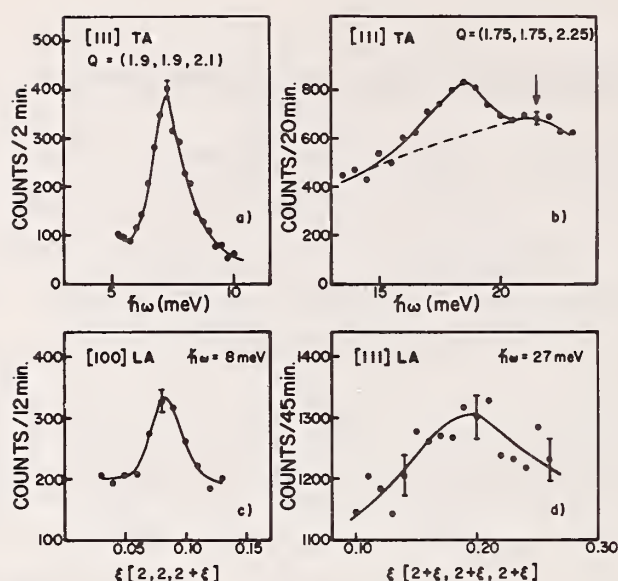 [111] TA
Q = (1.9, 1.9, 2.1)
500
400
300
200
100
0
COUNTS / 2 min.
5
10
ħω (meV)
a)
[111] TA
Q = (1.75, 1.75, 2.25)
800
600
400
200
0
COUNTS/20 min.
15
20
ħω (meV)
b)
[100] LA
ħω = 8 meV
400
300
200
100
COUNTS/12 min.
0.05
0.10
0.15
ξ [2, 2, 2+ξ]
c)
[111] LA
ħω = 27 meV
1400
1300
1200
1100
COUNTS/45 min.
0.10
0.20
0.30
ξ [2+ξ, 2+ξ, 2+ξ]
d)